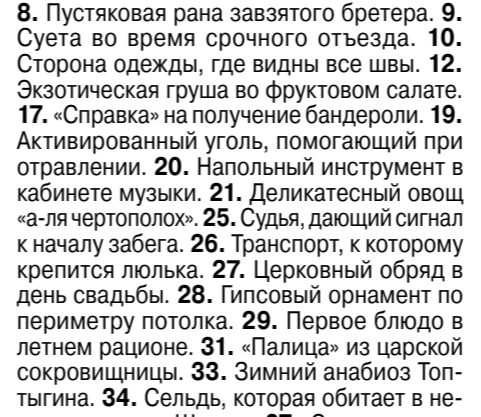 8. Пустяковая рана завзятого бретера. 9.
Суета во время срочного отъезда. 10.
Сторона одежды, где видны все швы. 12.
Экзотическая груша во фруктовом салате.
17. «Справка» на получение бандероли. 19.
Активированный уголь, помогающий при
отравлении. 20. Напольный инструмент в
кабинете музыки. 21. Деликатесный овощ
«а-ля чертополох». 25. Судья, дающий сигнал
к началу забега. 26. Транспорт, к которому
крепится люлька. 27. Церковный обряд в
день свадьбы. 28. Гипсовый орнамент по
периметру потолка. 29. Первое блюдо в
летнем рационе. 31. «Палица» из царской
сокровищницы. 33. Зимний анабиоз Топ-
тыгина. 34. Сельдь, которая обитает в не-